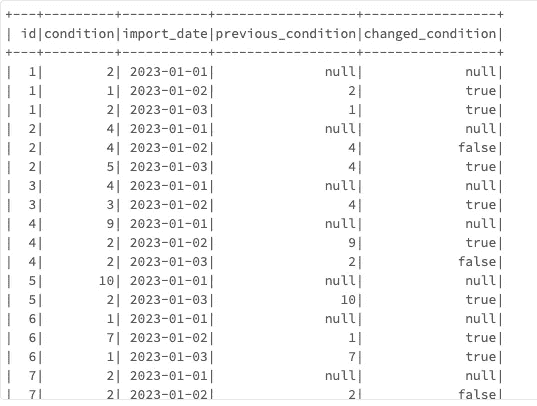 +---+---------+-----------+------------------+-----------------+
| id|condition|import_date|previous_condition|changed_condition|
+---+---------+-----------+------------------+-----------------+
|  1|        2| 2023-01-01|              null|             null|
|  1|        1| 2023-01-02|                 2|             true|
|  1|        2| 2023-01-03|                 1|             true|
|  2|        4| 2023-01-01|              null|             null|
|  2|        4| 2023-01-02|                 4|            false|
|  2|        5| 2023-01-03|                 4|             true|
|  3|        4| 2023-01-01|              null|             null|
|  3|        3| 2023-01-02|                 4|             true|
|  4|        9| 2023-01-01|              null|             null|
|  4|        2| 2023-01-02|                 9|             true|
|  4|        2| 2023-01-03|                 2|            false|
|  5|       10| 2023-01-01|              null|             null|
|  5|        2| 2023-01-03|                10|             true|
|  6|        1| 2023-01-01|              null|             null|
|  6|        7| 2023-01-02|                 1|             true|
|  6|        1| 2023-01-03|                 7|             true|
|  7|        2| 2023-01-01|              null|             null|
|  7|        2| 2023-01-02|                 2|            false|